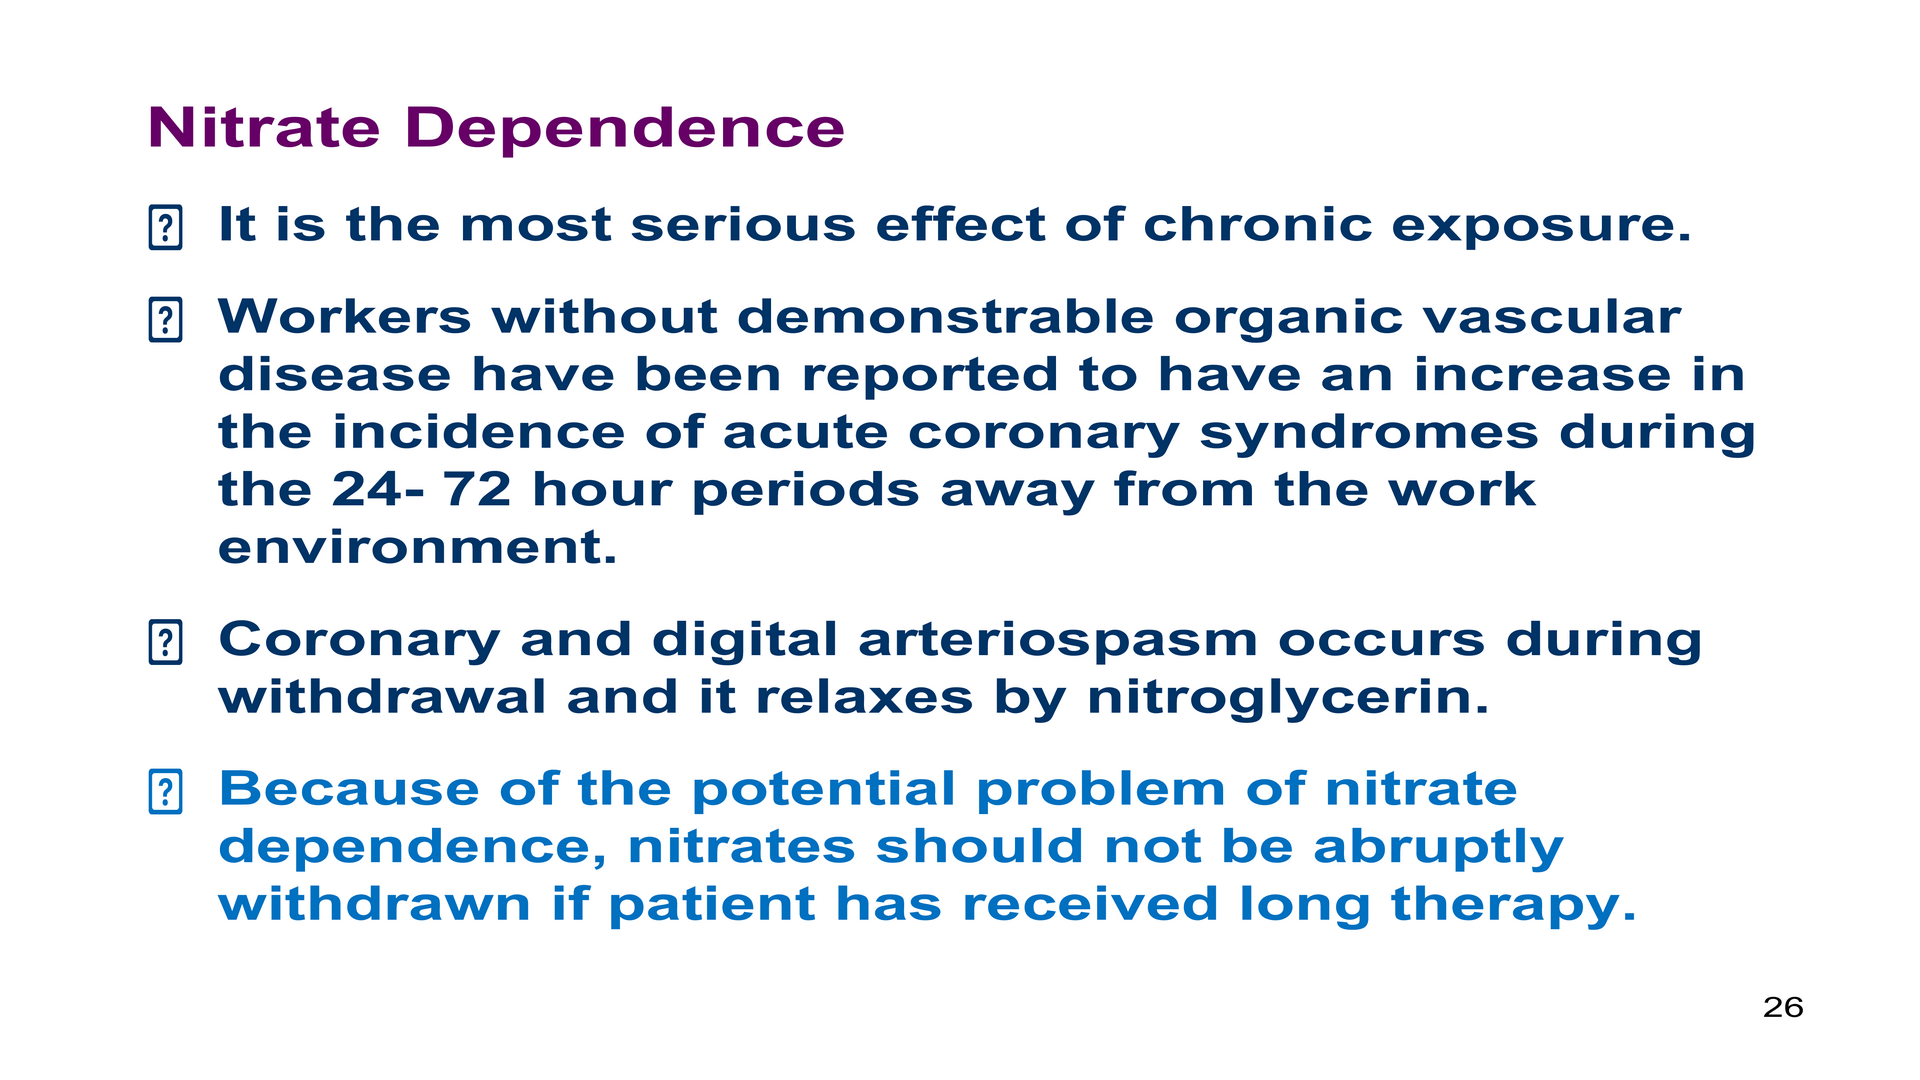 Nitrate Dependence
It is the most serious effect of chronic exposure.
Workers without demonstrable organic vascular
disease have been reported to have an increase in
the incidence of acute coronary syndromes during
the 24- 72 hour periods away from the work
environment.
Coronary and digital arteriospasm occurs during
withdrawal and it relaxes by nitroglycerin.
Because of the potential problem of nitrate
dependence, nitrates should not be abruptly
withdrawn if patient has received long therapy.
26